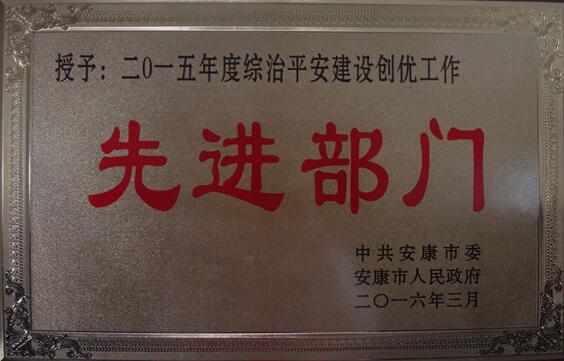 授予：二0一五年度综治平安建设创优工作
先进部门
中共安康市委
安康市人民政府
二〇一六年三月